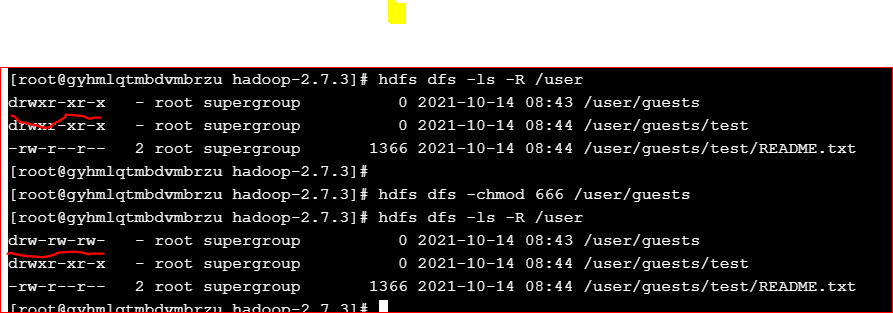 [root@gyhmlqtmbdvmbrzu hadoop-2.7.3]# hdfs dfs -ls -R /user
drwxr-xr-x   - root supergroup          0 2021-10-14 08:43 /user/guests
drwxr-xr-x   - root supergroup          0 2021-10-14 08:44 /user/guests/test
-rw-r--r--   2 root supergroup       1366 2021-10-14 08:44 /user/guests/test/README.txt
[root@gyhmlqtmbdvmbrzu hadoop-2.7.3]#
[root@gyhmlqtmbdvmbrzu hadoop-2.7.3]# hdfs dfs -chmod 666 /user/guests
[root@gyhmlqtmbdvmbrzu hadoop-2.7.3]# hdfs dfs -ls -R /user
drw-rw-rw-   - root supergroup          0 2021-10-14 08:43 /user/guests
drwxr-xr-x   - root supergroup          0 2021-10-14 08:44 /user/guests/test
-rw-r--r--   2 root supergroup       1366 2021-10-14 08:44 /user/guests/test/README.txt
[root@gyhmlqtmbdvmbrzu hadoop-2.7.3]#